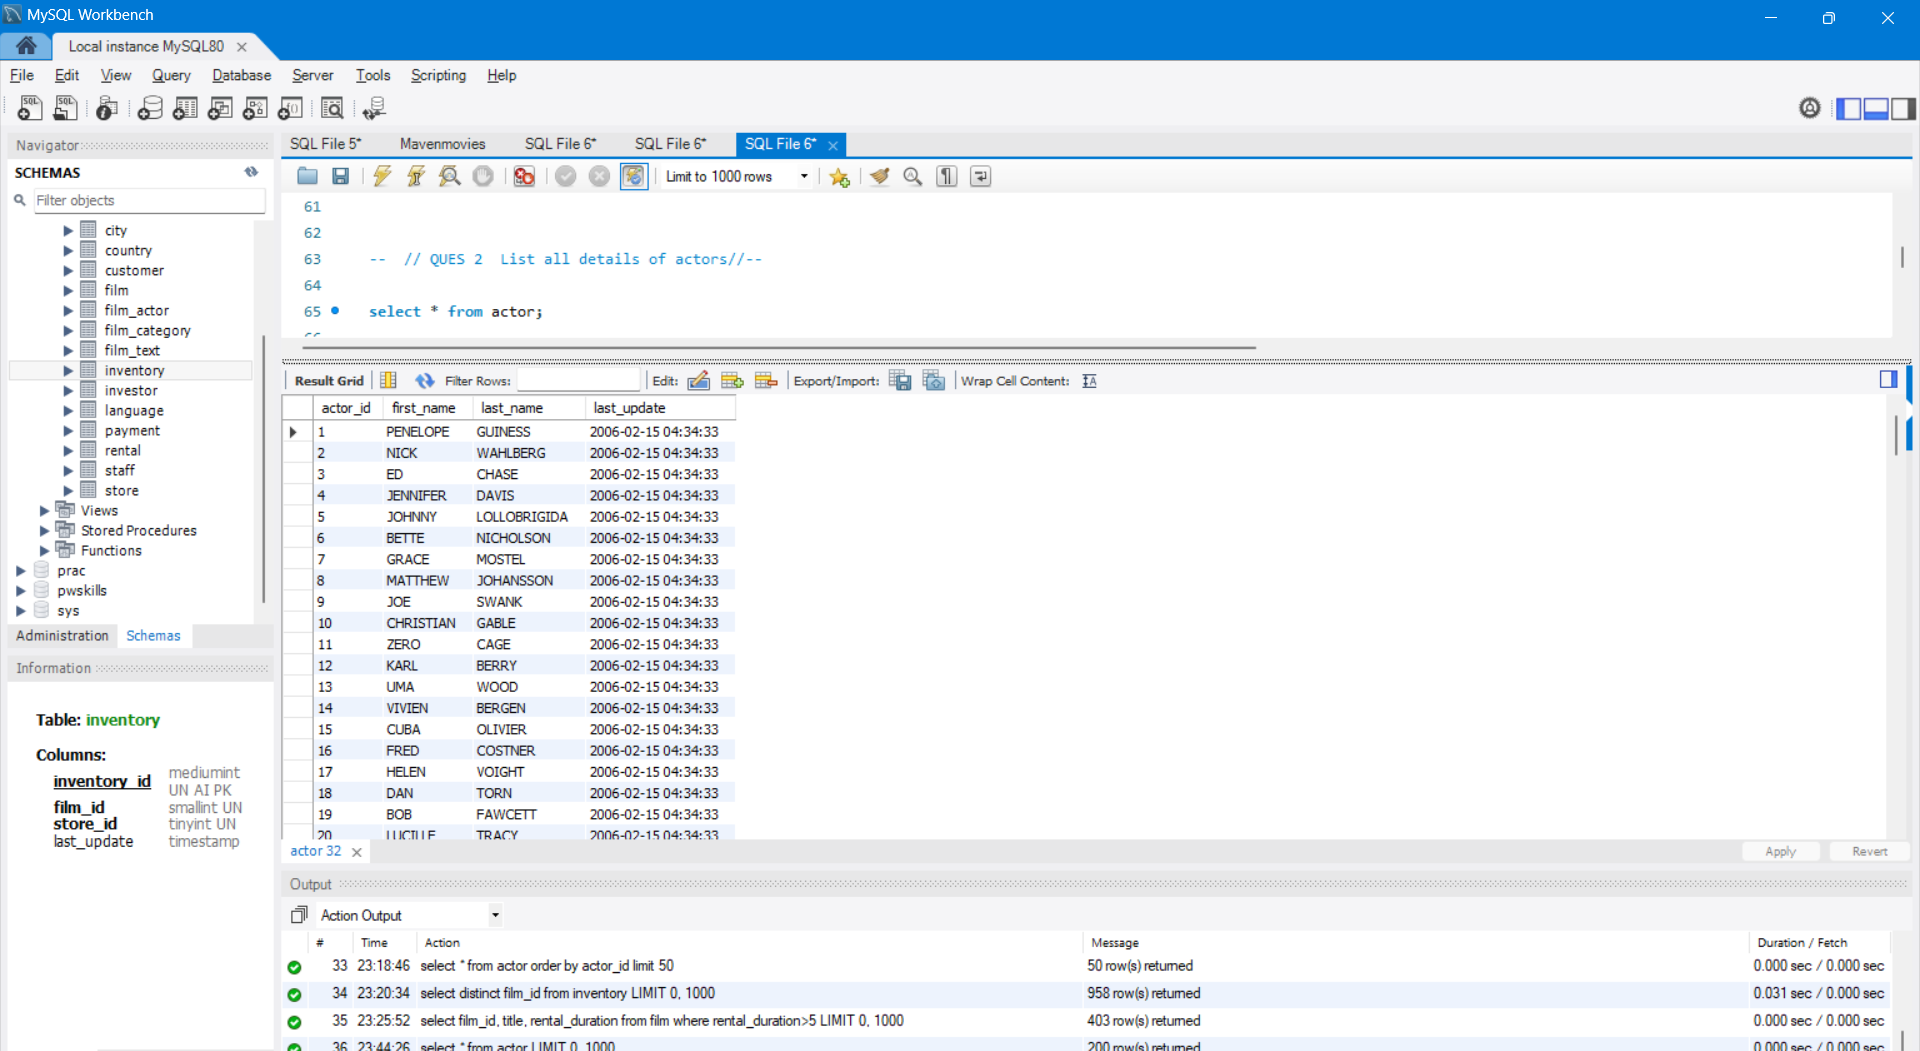 MySQL Workbench
Local instance MySQL80
File Edit View Query Database Server Tools Scripting Help
Navigator
SCHEMAS
Filter objects
city
country
customer
film
film_actor
film_category
film_text
inventory
investor
language
payment
rental
staff
store
Views
Stored Procedures
Functions
prac
pwskills
sys
Administration Schemas
Information
Table: inventory
Columns:
inventory_id mediumint UN AI PK
film_id smallint UN
store_id tinyint UN
last_update timestamp
SQL File 5* Mavenmovies SQL File 6* SQL File 6* SQL File 6*
Limit to 1000 rows
61
62
63 -- // QUES 2 List all details of actors//--
64
65 select * from actor;
66
Result Grid Filter Rows: Edit: Export/Import: Wrap Cell Content:
actor_id first_name last_name last_update
1 PENELOPE GUINESS 2006-02-15 04:34:33
2 NICK WAHLBERG 2006-02-15 04:34:33
3 ED CHASE 2006-02-15 04:34:33
4 JENNIFER DAVIS 2006-02-15 04:34:33
5 JOHNNY LOLLOBRIGIDA 2006-02-15 04:34:33
6 BETTE NICHOLSON 2006-02-15 04:34:33
7 GRACE MOSTEL 2006-02-15 04:34:33
8 MATTHEW JOHANSSON 2006-02-15 04:34:33
9 JOE SWANK 2006-02-15 04:34:33
10 CHRISTIAN GABLE 2006-02-15 04:34:33
11 ZERO CAGE 2006-02-15 04:34:33
12 KARL BERRY 2006-02-15 04:34:33
13 UMA WOOD 2006-02-15 04:34:33
14 VIVIEN BERGEN 2006-02-15 04:34:33
15 CUBA OLIVIER 2006-02-15 04:34:33
16 FRED COSTNER 2006-02-15 04:34:33
17 HELEN VOIGHT 2006-02-15 04:34:33
18 DAN TORN 2006-02-15 04:34:33
19 BOB FAWCETT 2006-02-15 04:34:33
20 LUCILLE TRACY 2006-02-15 04:34:33
actor 32 Apply Revert
Output
Action Output
# Time Action Message Duration / Fetch
33 23:18:46 select * from actor order by actor_id limit 50 50 row(s) returned 0.000 sec / 0.000 sec
34 23:20:34 select distinct film_id from inventory LIMIT 0, 1000 958 row(s) returned 0.031 sec / 0.000 sec
35 23:25:52 select film_id, title, rental_duration from film where rental_duration>5 LIMIT 0, 1000 403 row(s) returned 0.000 sec / 0.000 sec
36 23:44:26 select * from actor LIMIT 0, 1000 200 row(s) returned 0.000 sec / 0.000 sec